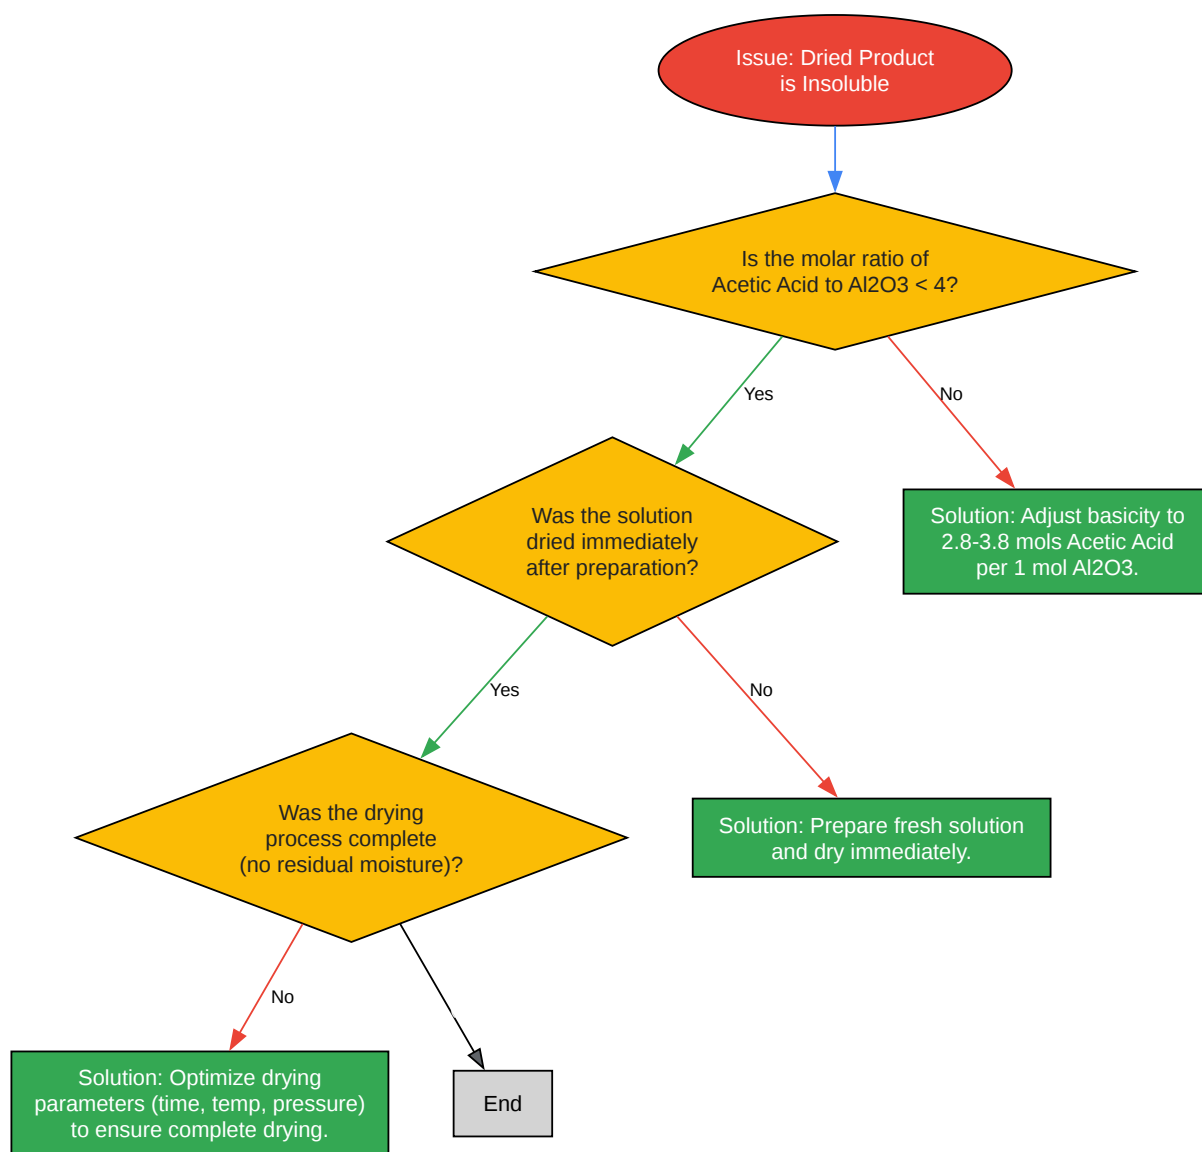 Issue: Dried Product
is Insoluble
Is the molar ratio of
Acetic Acid to Al2O3 < 4?
Yes
No
Was the solution
dried immediately
after preparation?
Solution: Adjust basicity to
2.8-3.8 mols Acetic Acid
per 1 mol Al2O3.
Yes
No
Was the drying
process complete
(no residual moisture)?
Solution: Prepare fresh solution
and dry immediately.
No
Solution: Optimize drying
parameters (time, temp, pressure)
to ensure complete drying.
End